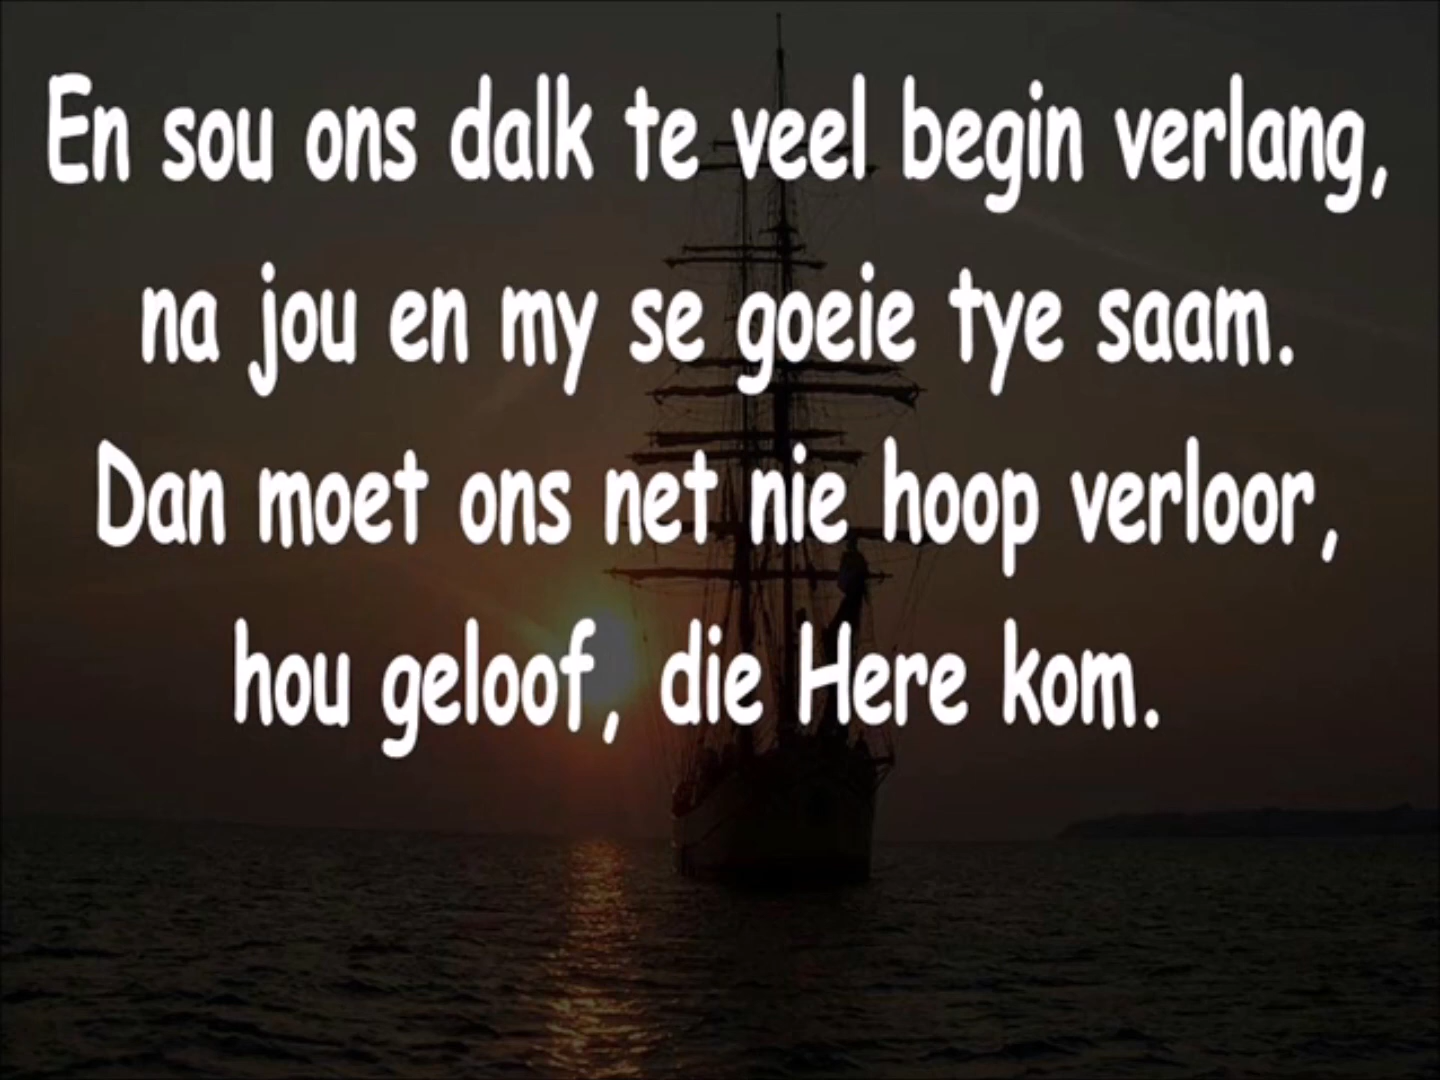 En sou ons dalk te veel begin verlang,
na jou en my se goeie tye saam.
Dan moet ons net nie hoop verloor,
hou geloof, die Here kom.